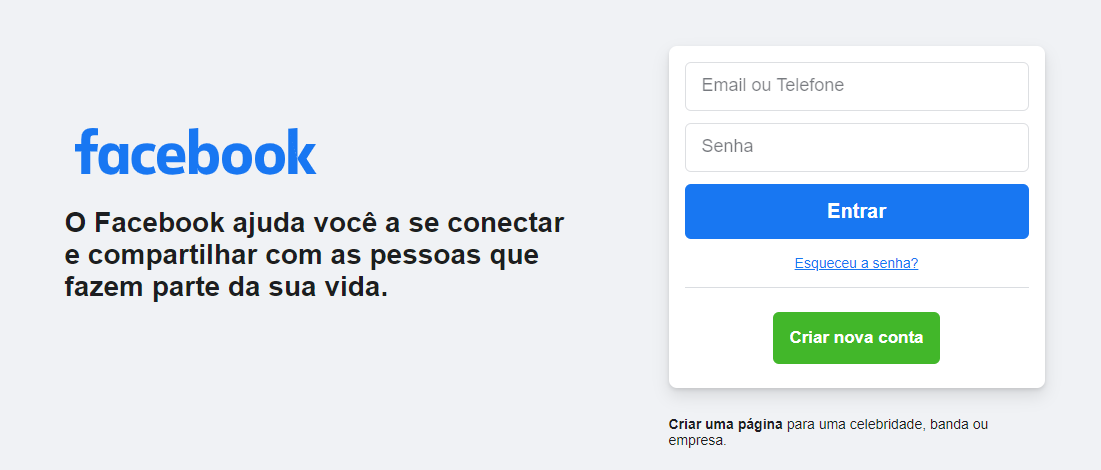 facebook
O Facebook ajuda você a se conectar
e compartilhar com as pessoas que
fazem parte da sua vida.
Email ou Telefone
Senha
Entrar
Esqueceu a senha?
Criar nova conta
Criar uma página para uma celebridade, banda ou
empresa.